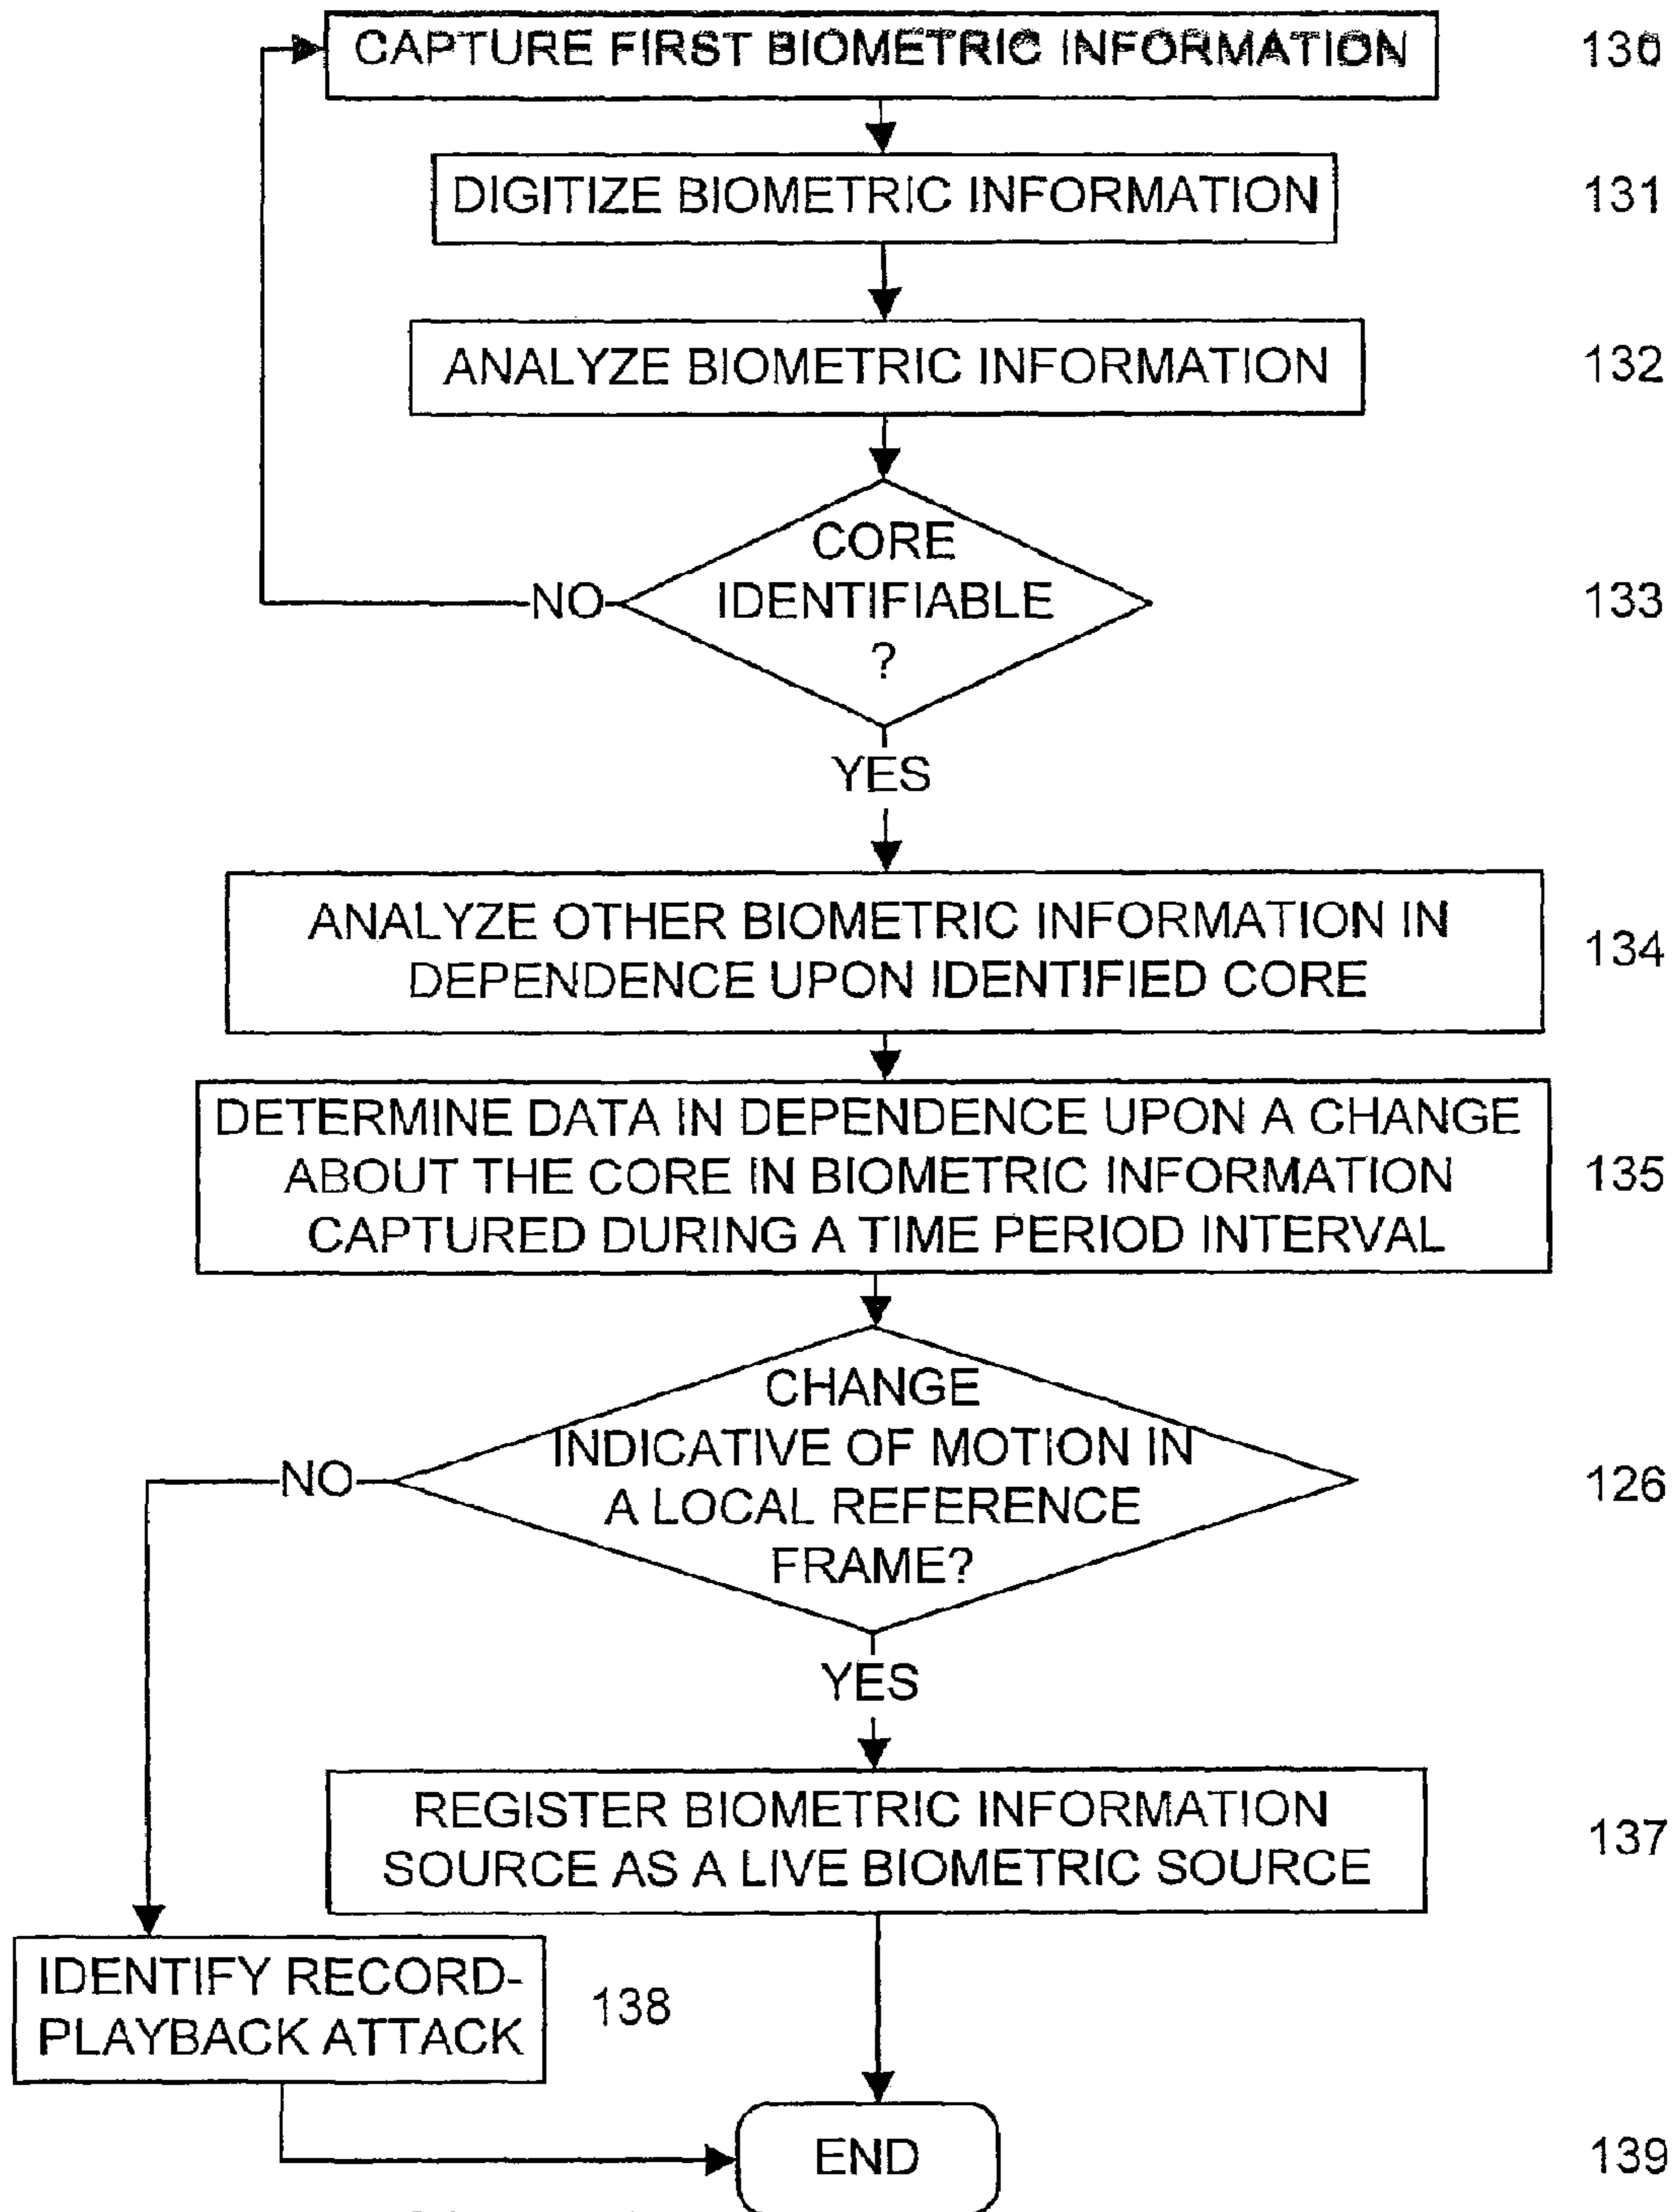 CAPTURE FIRST BIOMETRIC INFORMATION 130
DIGITIZE BIOMETRIC INFORMATION 131
ANALYZE BIOMETRIC INFORMATION 132
CORE
IDENTIFIABLE
?
NO
133
YES
ANALYZE OTHER BIOMETRIC INFORMATION IN
DEPENDENCE UPON IDENTIFIED CORE
134
DETERMINE DATA IN DEPENDENCE UPON A CHANGE
ABOUT THE CORE IN BIOMETRIC INFORMATION
CAPTURED DURING A TIME PERIOD INTERVAL
135
CHANGE
INDICATIVE OF MOTION IN
A LOCAL REFERENCE
FRAME?
NO
126
YES
REGISTER BIOMETRIC INFORMATION
SOURCE AS A LIVE BIOMETRIC SOURCE
137
IDENTIFY RECORD-
PLAYBACK ATTACK
138
END
139